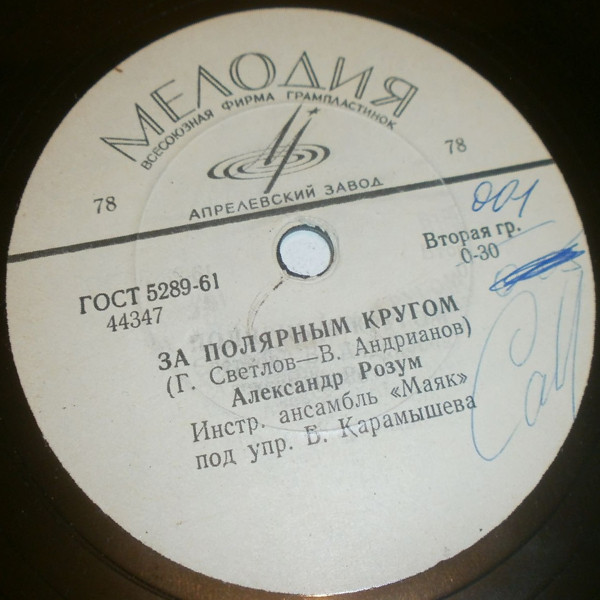 МЕЛОДИЯ
ВСЕСОЮЗНАЯ ФИРМА ГРАМПЛАСТИНОК
78
78
АПРЕЛЕВСКИЙ ЗАВОД
001
Вторая гр.
0-30
ГОСТ 5289-61
44347
ЗА ПОЛЯРНЫМ КРУГОМ
(Г. Светлов—В. Андрианов)
Александр Розум
Инстр. ансамбль «Маяк»
под упр. Б. Карамышева